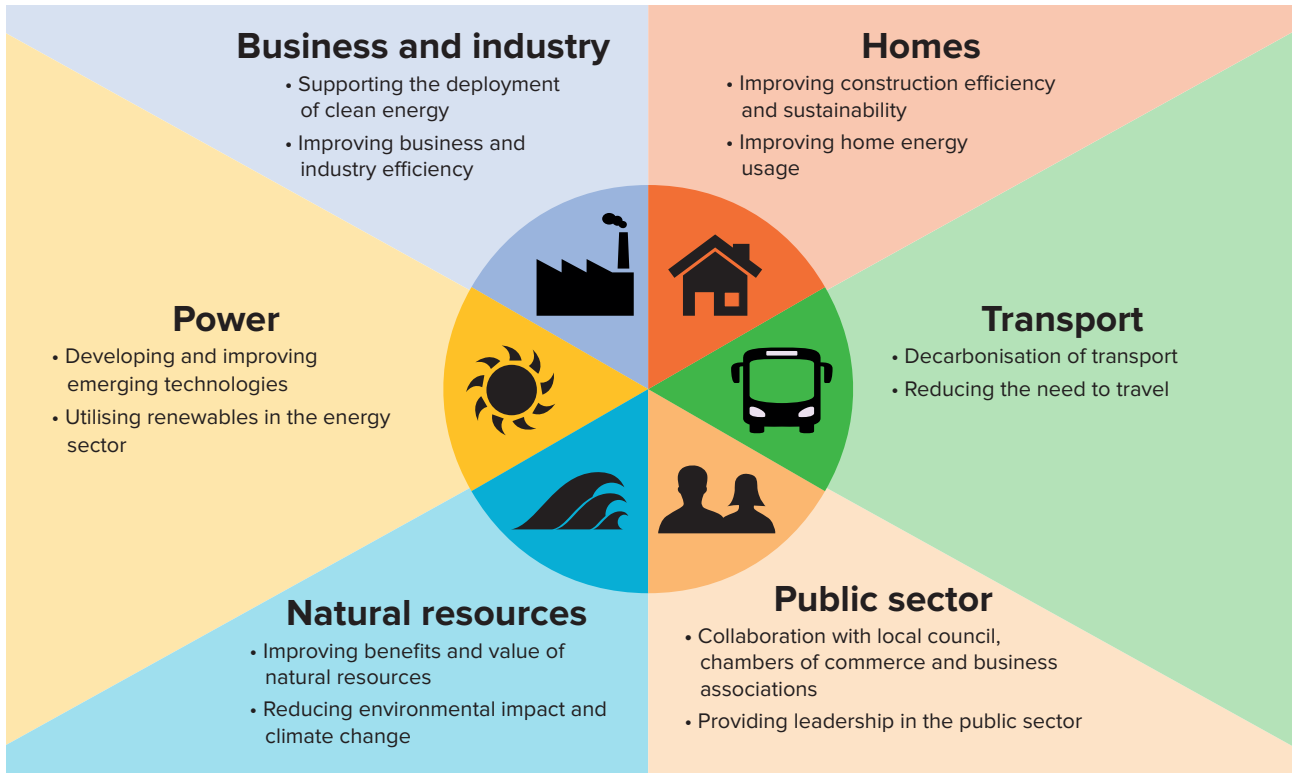 Business and industry
• Supporting the deployment
of clean energy
• Improving business and
industry efficiency
Homes
• Improving construction efficiency
and sustainability
• Improving home energy
usage
Power
• Developing and improving
emerging technologies
• Utilising renewables in the energy
sector
Transport
• Decarbonisation of transport
• Reducing the need to travel
Natural resources
• Improving benefits and value of
natural resources
• Reducing environmental impact and
climate change
Public sector
• Collaboration with local council,
chambers of commerce and business
associations
• Providing leadership in the public sector